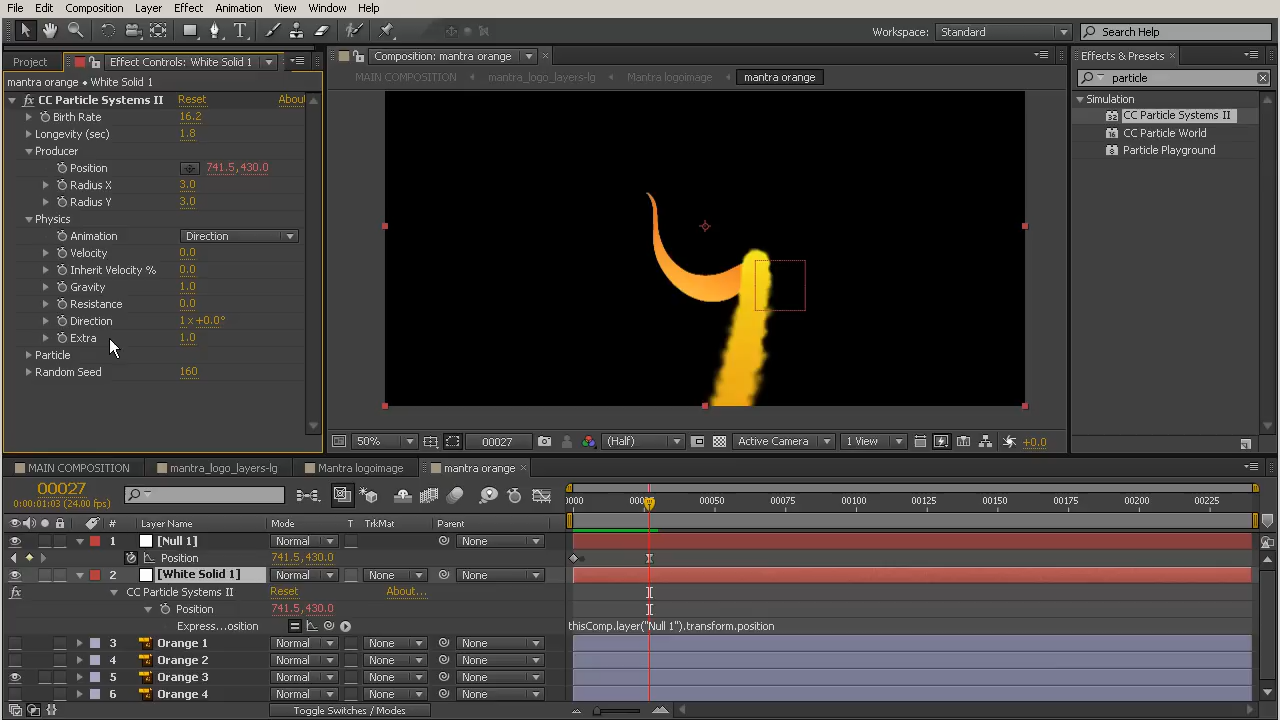 File Edit Composition Layer Effect Animation View Window Help
Workspace: Standard Search Help
Project Effect Controls: White Solid 1
Composition: mantra orange
Effects & Presets
mantra orange • White Solid 1
MAIN COMPOSITION mantra_logo_layers-lg Mantra logoimage mantra orange
particle
fx CC Particle Systems II Reset About
Birth Rate 16.2
Longevity (sec) 1.8
Producer
Position 741.5,430.0
Radius X 3.0
Radius Y 3.0
Physics
Animation Direction
Velocity 0.0
Inherit Velocity % 0.0
Gravity 1.0
Resistance 0.0
Direction 1x+0.0°
Extra 1.0
Particle
Random Seed 160
Simulation
32 CC Particle Systems II
16 CC Particle World
8 Particle Playground
50% 00027 (Half) Active Camera 1 View +0.0
MAIN COMPOSITION mantra_logo_layers-lg Mantra logoimage mantra orange
00027
0:00:01:03 (24.00 fps)
00050 00075 00100 00125 00150 00175 00200 00225
# Layer Name Mode T TrkMat Parent
1 [Null 1] Normal None
Position 741.5,430.0
2 [White Solid 1] Normal None None
fx CC Particle Systems II Reset About...
Position 741.5,430.0
Express...osition thisComp.layer("Null 1").transform.position
3 Orange 1 Normal None None
4 Orange 2 Normal None None
5 Orange 3 Normal None None
6 Orange 4 Normal None None
Toggle Switches / Modes